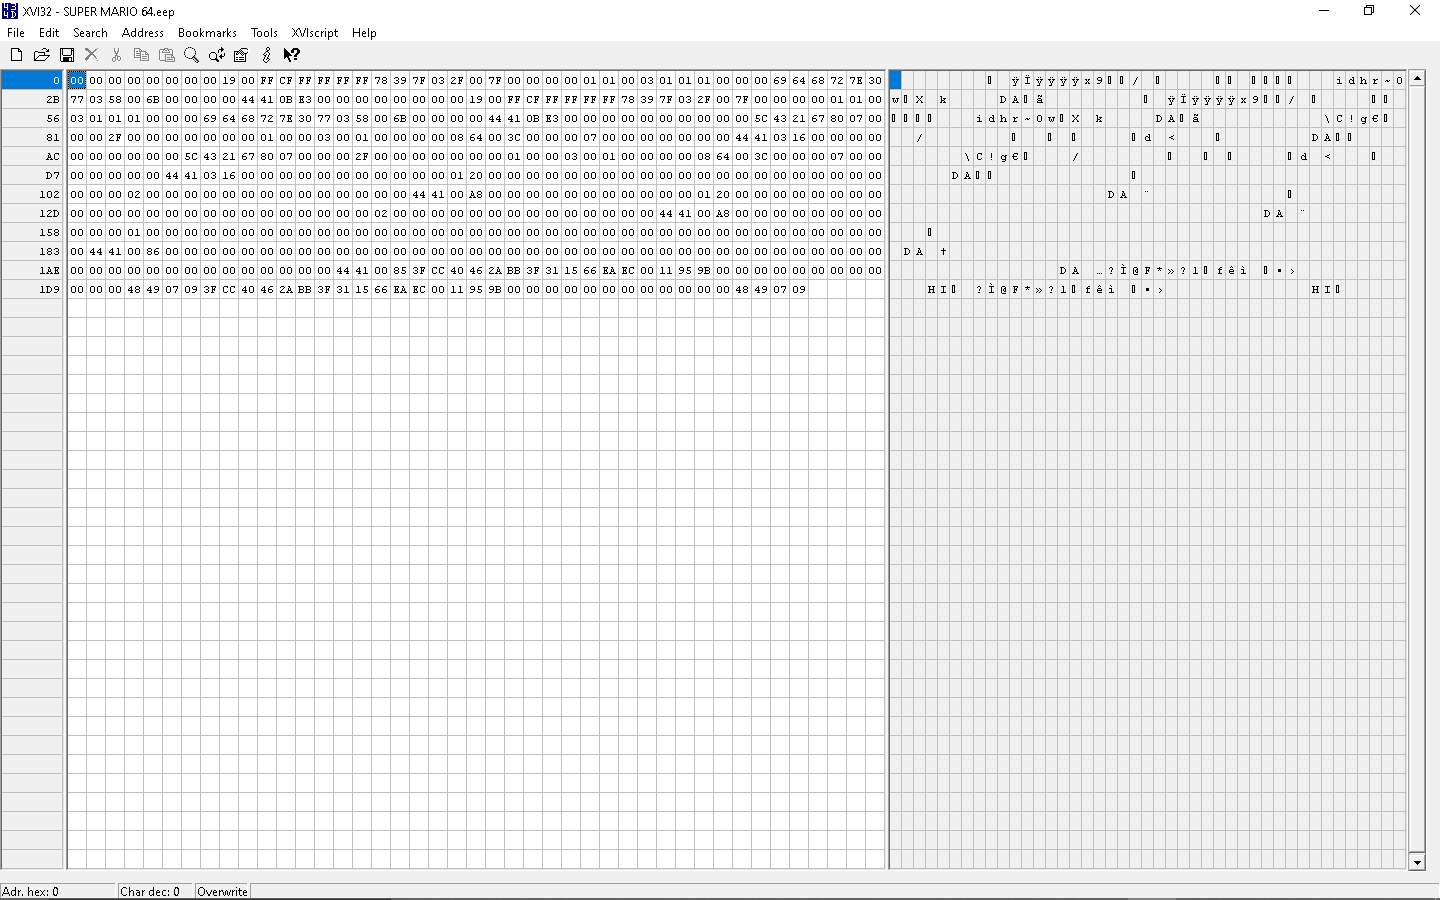 XVI32 - SUPER MARIO 64.eep
File Edit Search Address Bookmarks Tools XVIscript Help
0 00 00 00 00 00 00 00 00 19 00 FF CF FF FF FF FF 78 39 7F 03 2F 00 7F 00 00 00 00 01 01 00 03 01 01 01 00 00 00 69 64 68 72 7E 30 ÿ Ï ÿ ÿ ÿ ÿ x 9 / i d h r ~ 0
2B 77 03 58 00 6B 00 00 00 00 44 41 0B E3 00 00 00 00 00 00 00 00 19 00 FF CF FF FF FF FF 78 39 7F 03 2F 00 7F 00 00 00 00 01 01 00 w X k D A ã ÿ Ï ÿ ÿ ÿ ÿ x 9 /
56 03 01 01 01 00 00 00 69 64 68 72 7E 30 77 03 58 00 6B 00 00 00 00 44 41 0B E3 00 00 00 00 00 00 00 00 00 00 5C 43 21 67 80 07 00 i d h r ~ 0 w X k D A ã \ C ! g €
81 00 00 2F 00 00 00 00 00 00 00 01 00 00 03 00 01 00 00 00 00 08 64 00 3C 00 00 00 07 00 00 00 00 00 00 00 44 41 03 16 00 00 00 00 / d < D A
AC 00 00 00 00 00 00 5C 43 21 67 80 07 00 00 00 2F 00 00 00 00 00 00 00 01 00 00 03 00 01 00 00 00 00 08 64 00 3C 00 00 00 07 00 00 \ C ! g € / d <
D7 00 00 00 00 00 44 41 03 16 00 00 00 00 00 00 00 00 00 00 00 01 20 00 00 00 00 00 00 00 00 00 00 00 00 00 00 00 00 00 00 00 00 00 D A
102 00 00 00 02 00 00 00 00 00 00 00 00 00 00 00 00 00 00 44 41 00 A8 00 00 00 00 00 00 00 00 00 00 00 01 20 00 00 00 00 00 00 00 00 D A ¨
12D 00 00 00 00 00 00 00 00 00 00 00 00 00 00 00 00 02 00 00 00 00 00 00 00 00 00 00 00 00 00 00 44 41 00 A8 00 00 00 00 00 00 00 00 D A ¨
158 00 00 00 01 00 00 00 00 00 00 00 00 00 00 00 00 00 00 00 00 00 00 00 00 00 00 00 00 00 00 00 00 00 00 00 00 00 00 00 00 00 00 00
183 00 44 41 00 86 00 00 00 00 00 00 00 00 00 00 00 00 00 00 00 00 00 00 00 00 00 00 00 00 00 00 00 00 00 00 00 00 00 00 00 00 00 00 D A †
1AE 00 00 00 00 00 00 00 00 00 00 00 00 00 00 44 41 00 85 3F CC 40 46 2A BB 3F 31 15 66 EA EC 00 11 95 9B 00 00 00 00 00 00 00 00 00 D A … ? Ì @ F * » ? 1 f ê ì • ›
1D9 00 00 00 48 49 07 09 3F CC 40 46 2A BB 3F 31 15 66 EA EC 00 11 95 9B 00 00 00 00 00 00 00 00 00 00 00 00 48 49 07 09 H I ? Ì @ F * » ? 1 f ê ì • › H I
Adr. hex: 0 Char dec: 0 Overwrite